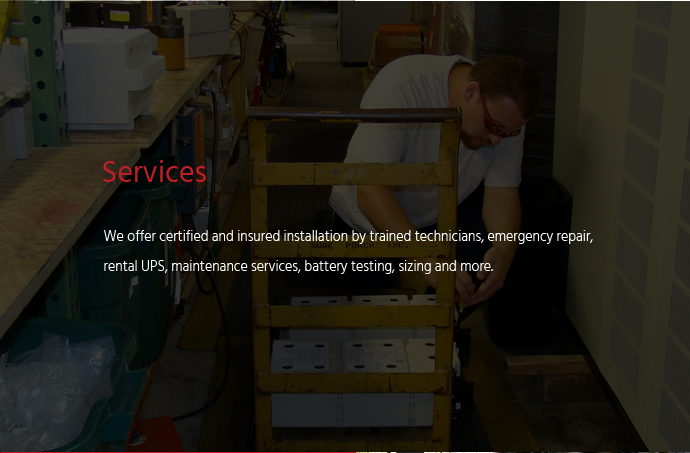 Services
We offer certified and insured installation by trained technicians, emergency repair,
rental UPS, maintenance services, battery testing, sizing and more.